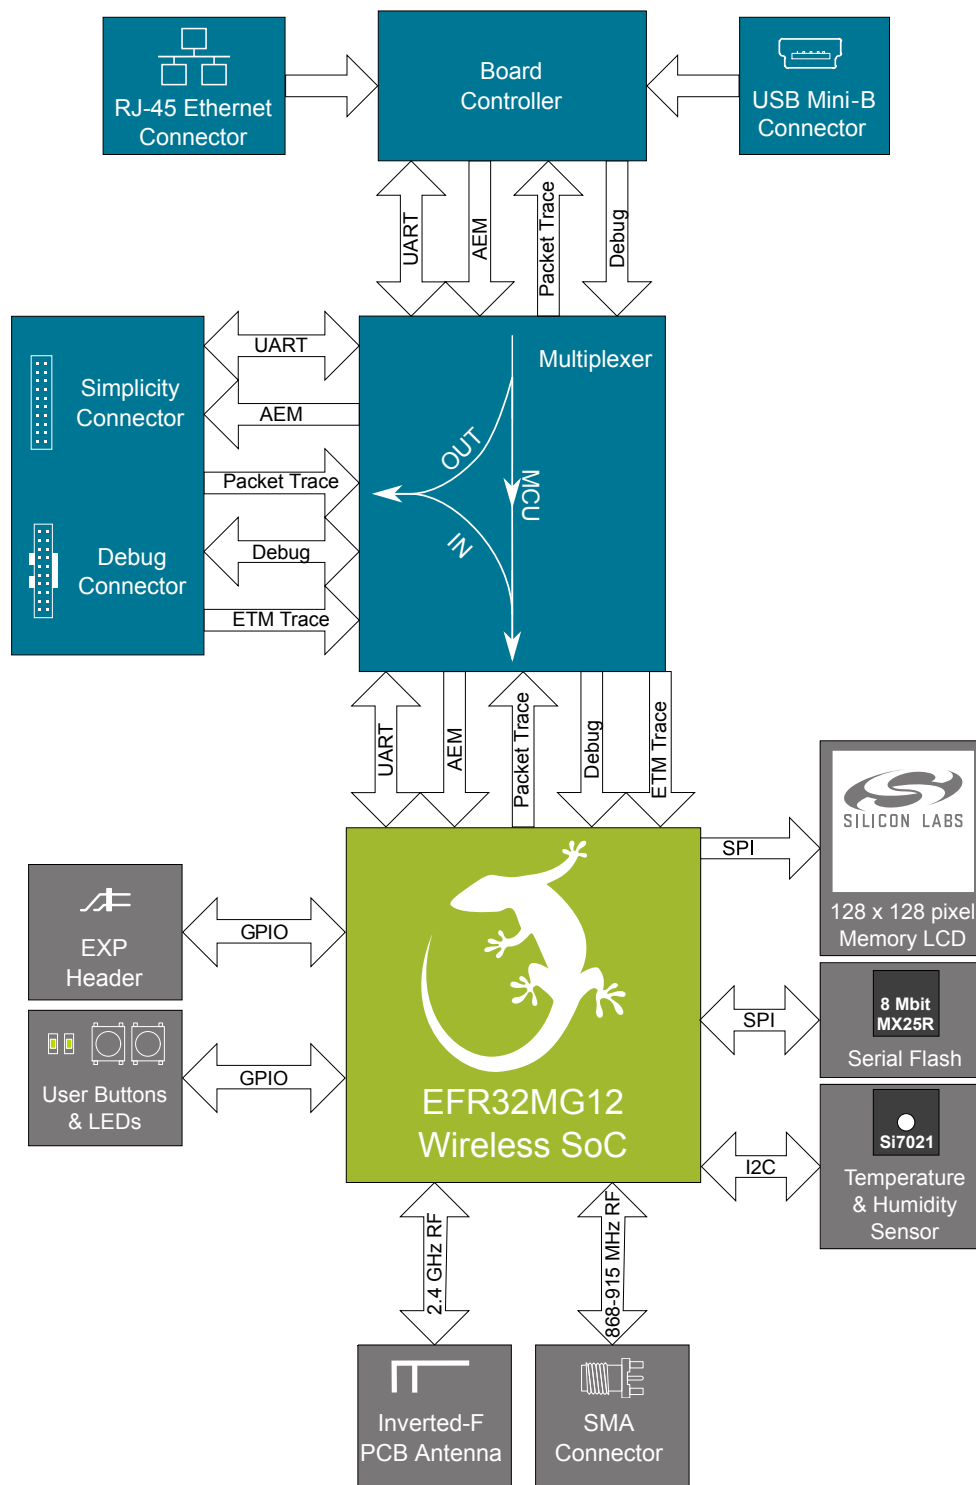 RJ-45 Ethernet
Connector
Board
Controller
USB Mini-B
Connector
UART
AEM
Packet Trace
Debug
Simplicity
Connector
Debug
Connector
UART
AEM
Packet Trace
Debug
ETM Trace
Multiplexer
OUT
MCU
IN
UART
AEM
Packet Trace
Debug
ETM Trace
EXP
Header
GPIO
User Buttons
& LEDs
GPIO
EFR32MG12
Wireless SoC
SPI
SILICON LABS
128 x 128 pixel
Memory LCD
SPI
8 Mbit
MX25R
Serial Flash
I2C
Si7021
Temperature
& Humidity
Sensor
2.4 GHz RF
868-915 MHz RF
Inverted-F
PCB Antenna
SMA
Connector